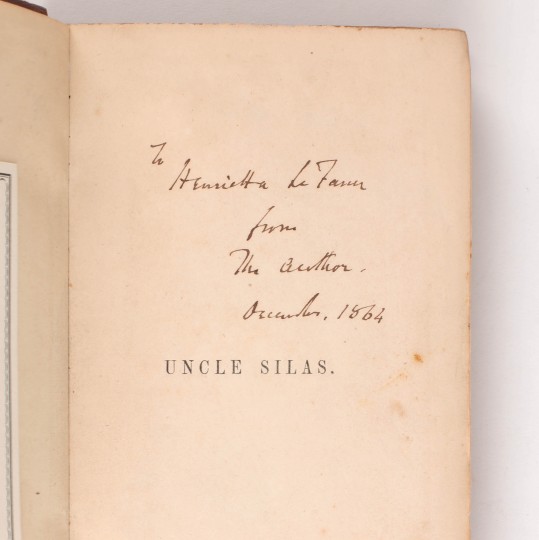 To
Henrietta Le Fanu
from
The Author.
December, 1864
UNCLE SILAS.